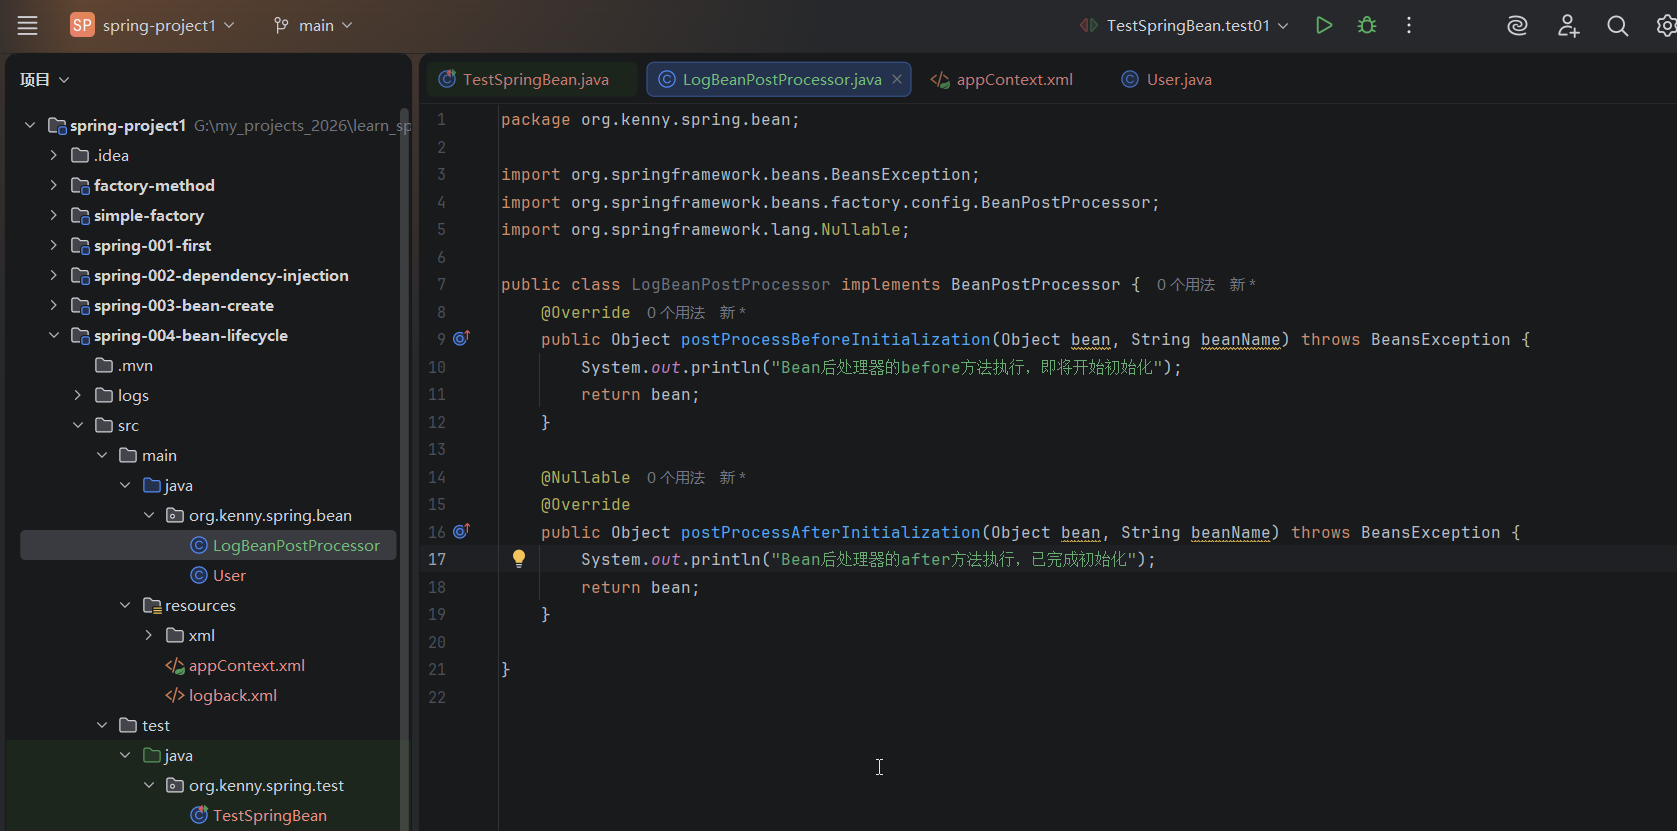 SP spring-project1 main TestSpringBean.test01
项目
TestSpringBean.java LogBeanPostProcessor.java appContext.xml User.java
spring-project1 G:\my_projects_2026\learn_sp
.idea
factory-method
simple-factory
spring-001-first
spring-002-dependency-injection
spring-003-bean-create
spring-004-bean-lifecycle
.mvn
logs
src
main
java
org.kenny.spring.bean
LogBeanPostProcessor
User
resources
xml
appContext.xml
logback.xml
test
java
org.kenny.spring.test
TestSpringBean
1 package org.kenny.spring.bean;
2
3 import org.springframework.beans.BeansException;
4 import org.springframework.beans.factory.config.BeanPostProcessor;
5 import org.springframework.lang.Nullable;
6
7 public class LogBeanPostProcessor implements BeanPostProcessor { 0个用法 新*
8 @Override 0个用法 新*
9 public Object postProcessBeforeInitialization(Object bean, String beanName) throws BeansException {
10 System.out.println("Bean后处理器的before方法执行，即将开始初始化");
11 return bean;
12 }
13
14 @Nullable 0个用法 新*
15 @Override
16 public Object postProcessAfterInitialization(Object bean, String beanName) throws BeansException {
17 System.out.println("Bean后处理器的after方法执行，已完成初始化");
18 return bean;
19 }
20
21 }
22